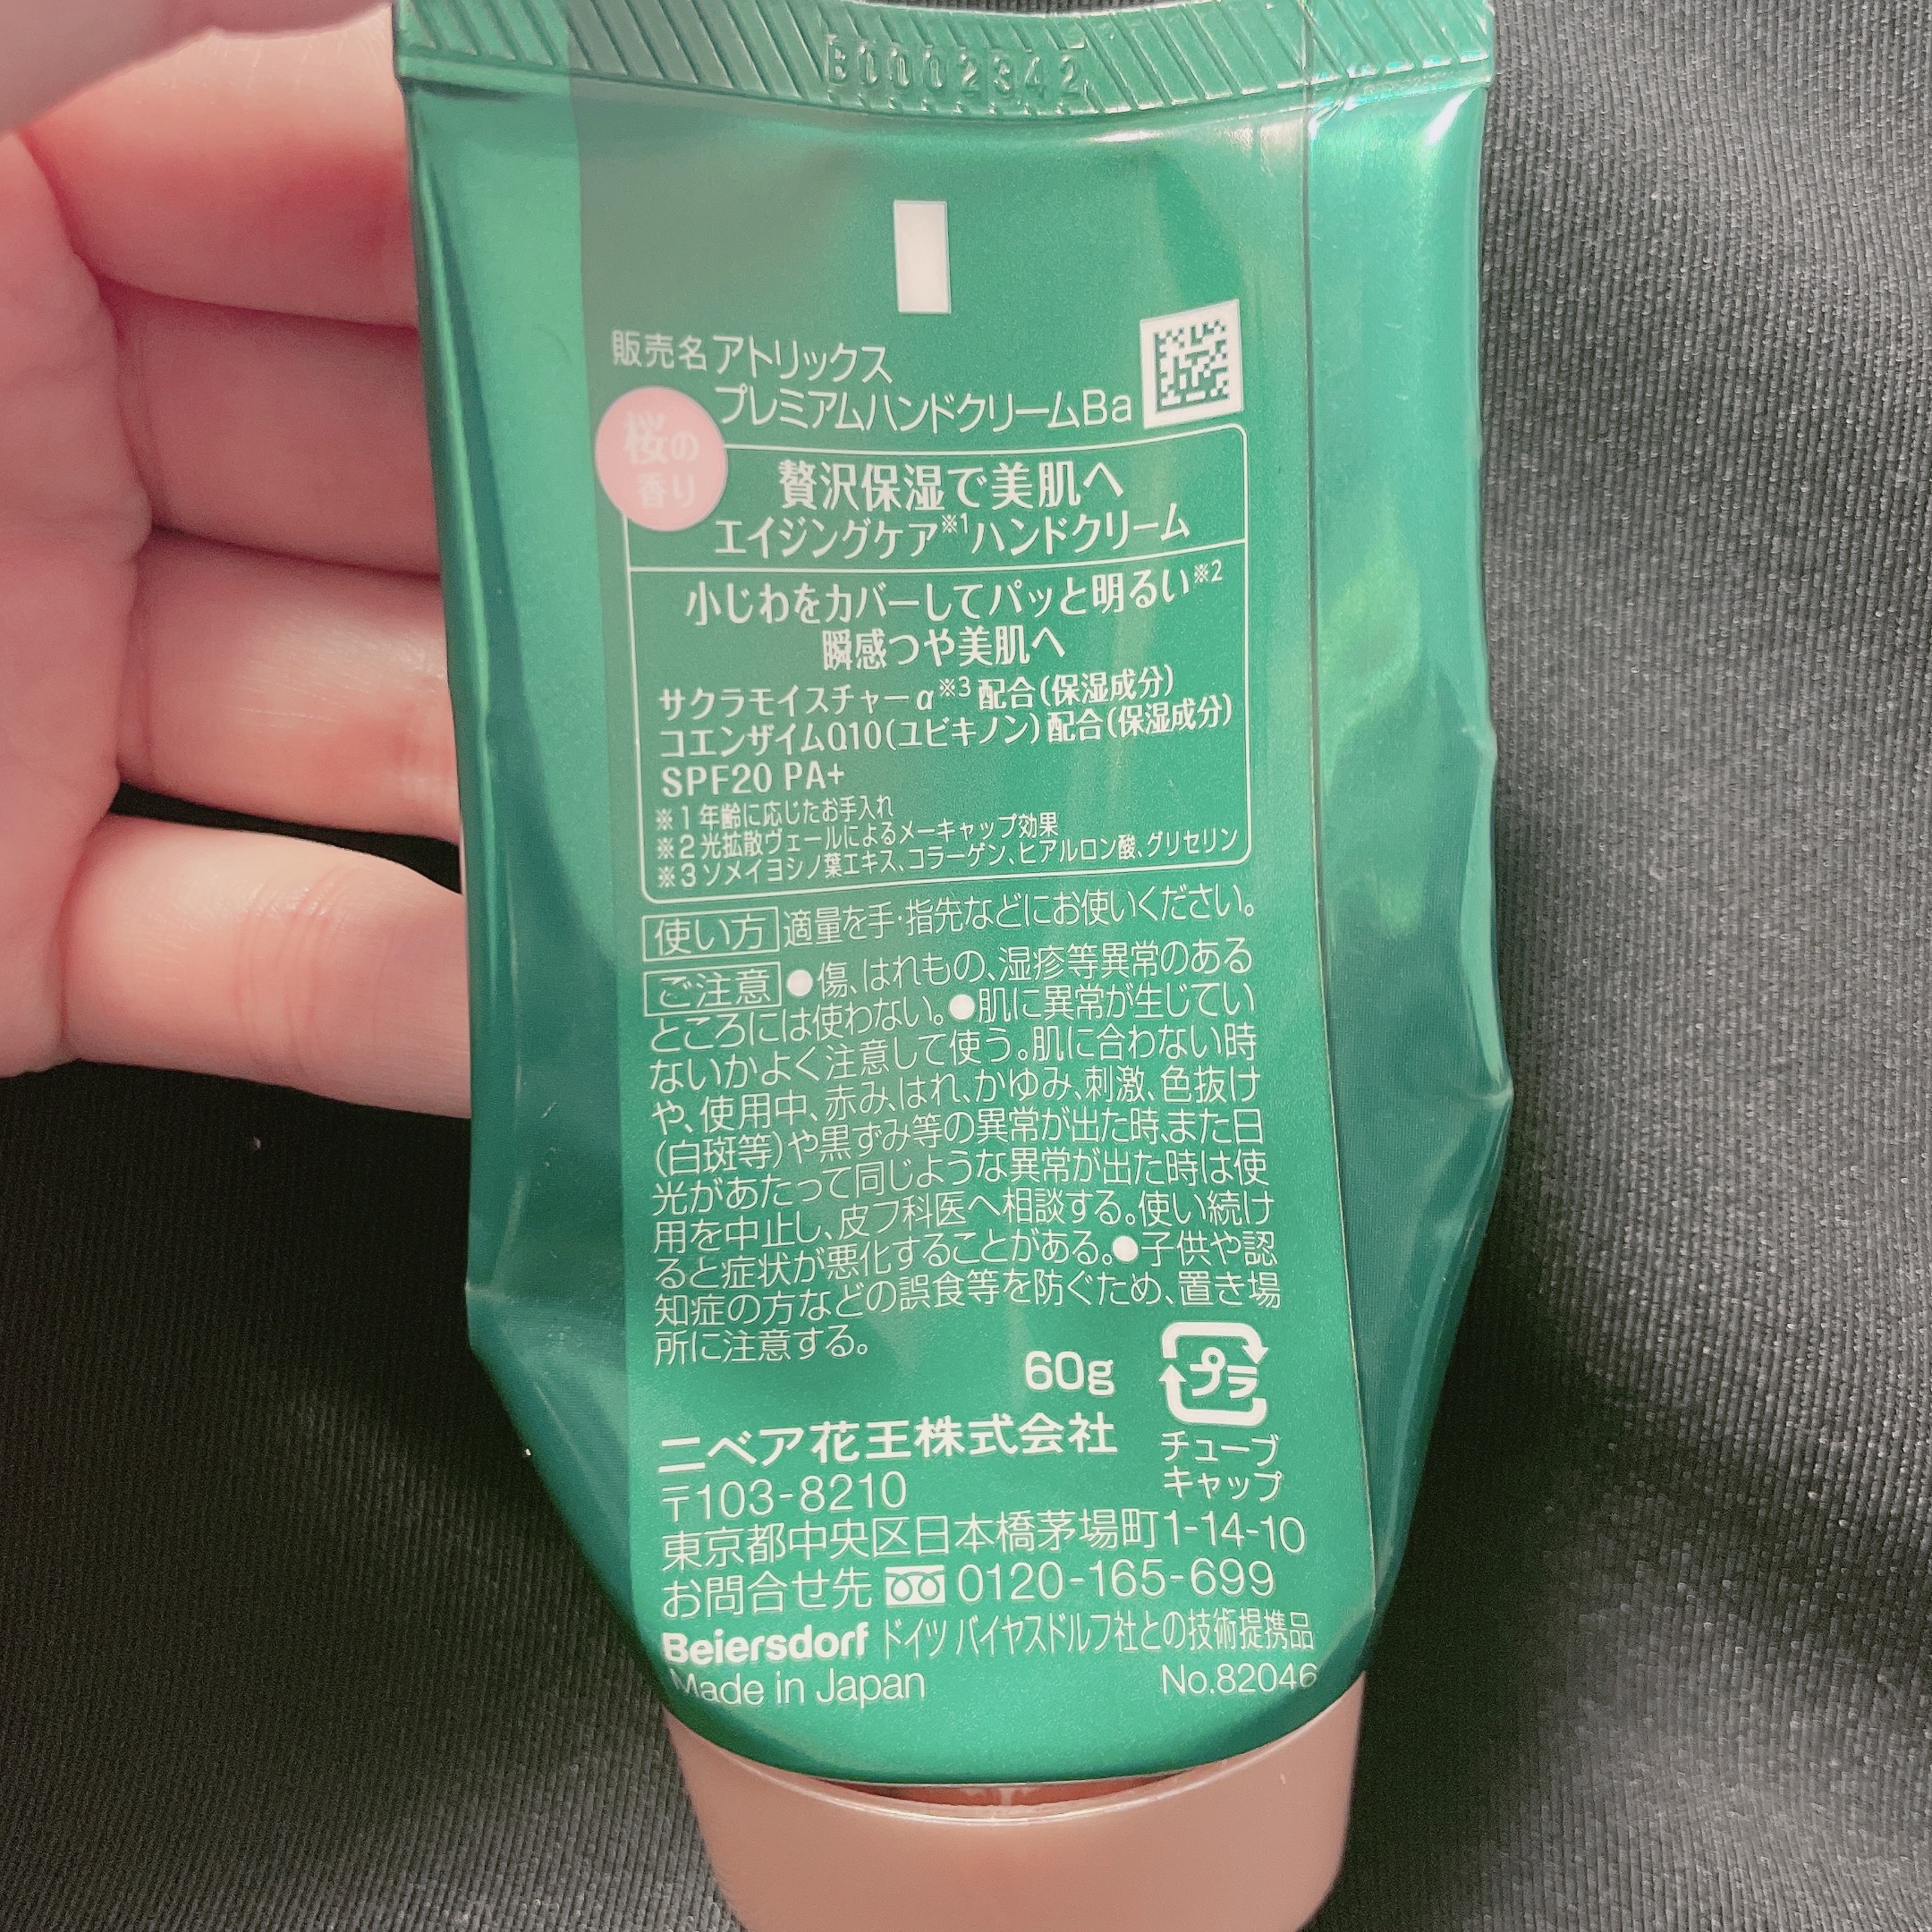 B0002342
販売名アトリックス
プレミアムハンドクリームBa
桜の
香り
贅沢保湿で美肌へ
エイジングケア※1ハンドクリーム
小じわをカバーしてパッと明るい※2
瞬感つや美肌へ
サクラモイスチャーα※3配合(保湿成分)
コエンザイムQ10(ユビキノン)配合(保湿成分)
SPF20 PA+
※1年齢に応じたお手入れ
※2光拡散ヴェールによるメーキャップ効果
※3ソメイヨシノ葉エキス、コラーゲン、ヒアルロン酸、グリセリン
使い方 適量を手・指先などにお使いください。
ご注意 ●傷、はれもの、湿疹等異常のある
ところには使わない。●肌に異常が生じてい
ないかよく注意して使う。肌に合わない時
や、使用中、赤み、はれ、かゆみ、刺激、色抜け
(白斑等)や黒ずみ等の異常が出た時、また日
光があたって同じような異常が出た時は使
用を中止し、皮フ科医へ相談する。使い続け
ると症状が悪化することがある。●子供や認
知症の方などの誤食等を防ぐため、置き場
所に注意する。
60g
プラ
チューブ
キャップ
ニベア花王株式会社
〒103-8210
東京都中央区日本橋茅場町1-14-10
お問合せ先 0120-165-699
Beiersdorf ドイツ バイヤスドルフ社との技術提携品
Made in Japan No.82046